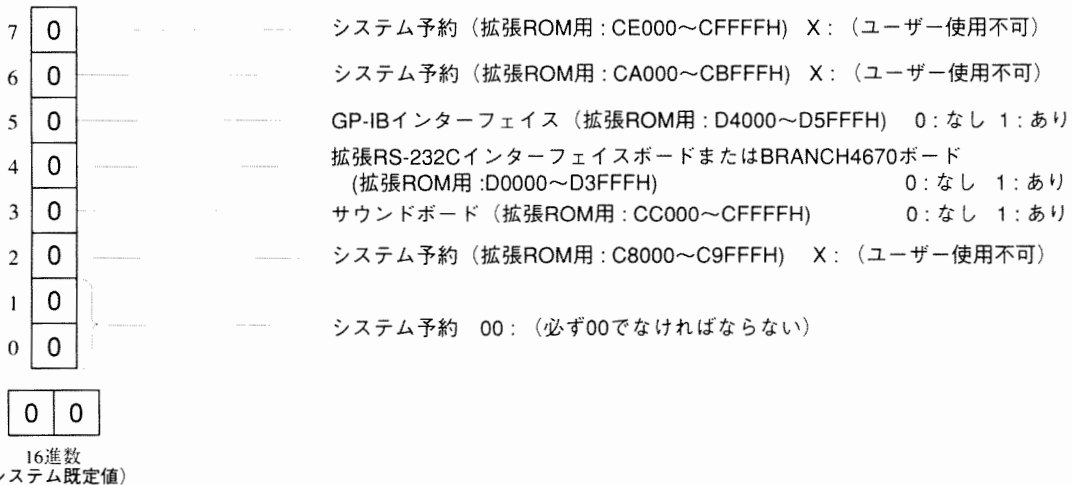 7 0 システム予約（拡張ROM用：CE000～CFFFFH) X：（ユーザー使用不可）
6 0 システム予約（拡張ROM用：CA000～CBFFFH) X：（ユーザー使用不可）
5 0 GP-IBインターフェイス（拡張ROM用：D4000～D5FFFH) 0：なし 1：あり
4 0 拡張RS-232CインターフェイスボードまたはBRANCH4670ボード
(拡張ROM用：D0000～D3FFFH) 0：なし 1：あり
3 0 サウンドボード（拡張ROM用：CC000～CFFFFH) 0：なし 1：あり
2 0 システム予約（拡張ROM用：C8000～C9FFFH) X：（ユーザー使用不可）
1 0
システム予約 00：（必ず00でなければならない）
0 0
0 0
16進数
システム既定値）